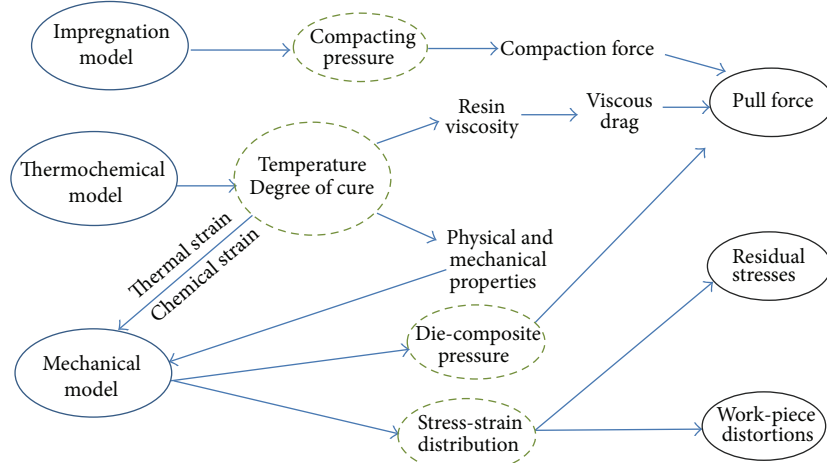 Impregnation
model
Compacting
pressure
Compaction force
Pull force
Resin
viscosity
Viscous
drag
Thermochemical
model
Temperature
Degree of cure
Thermal strain
Chemical strain
Physical and
mechanical
properties
Residual
stresses
Mechanical
model
Die-composite
pressure
Stress-strain
distribution
Work-piece
distortions